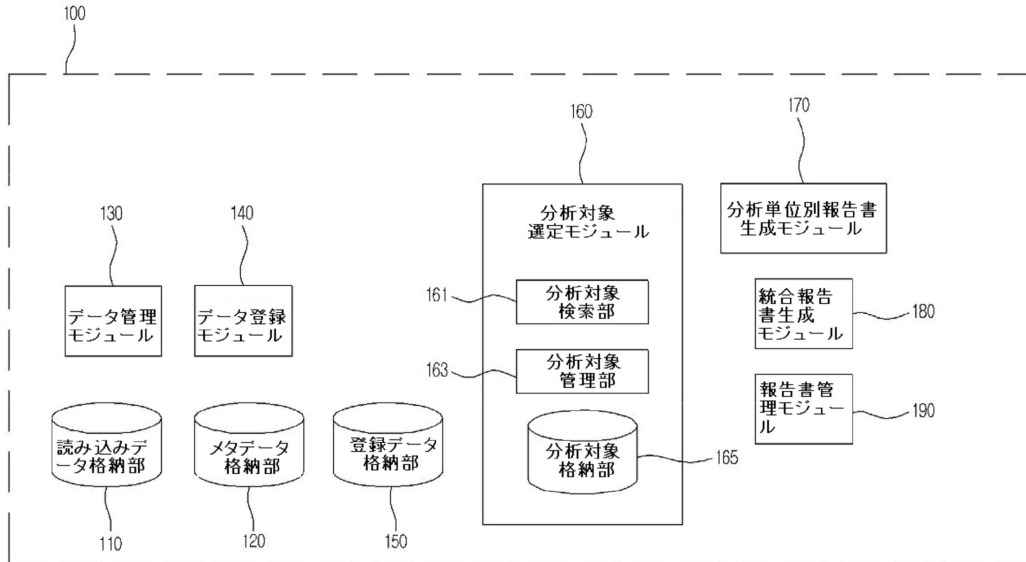 100
160
170
分析対象
選定モジュール
分析単位別報告書
生成モジュール
130
140
データ管理
モジュール
データ登録
モジュール
161
分析対象
検索部
統合報告
書生成
モジュール
180
163
分析対象
管理部
報告書管
理モジュー
ル
190
読み込みデ
ータ格納部
メタデータ
格納部
登録データ
格納部
分析対象
格納部
165
110
120
150